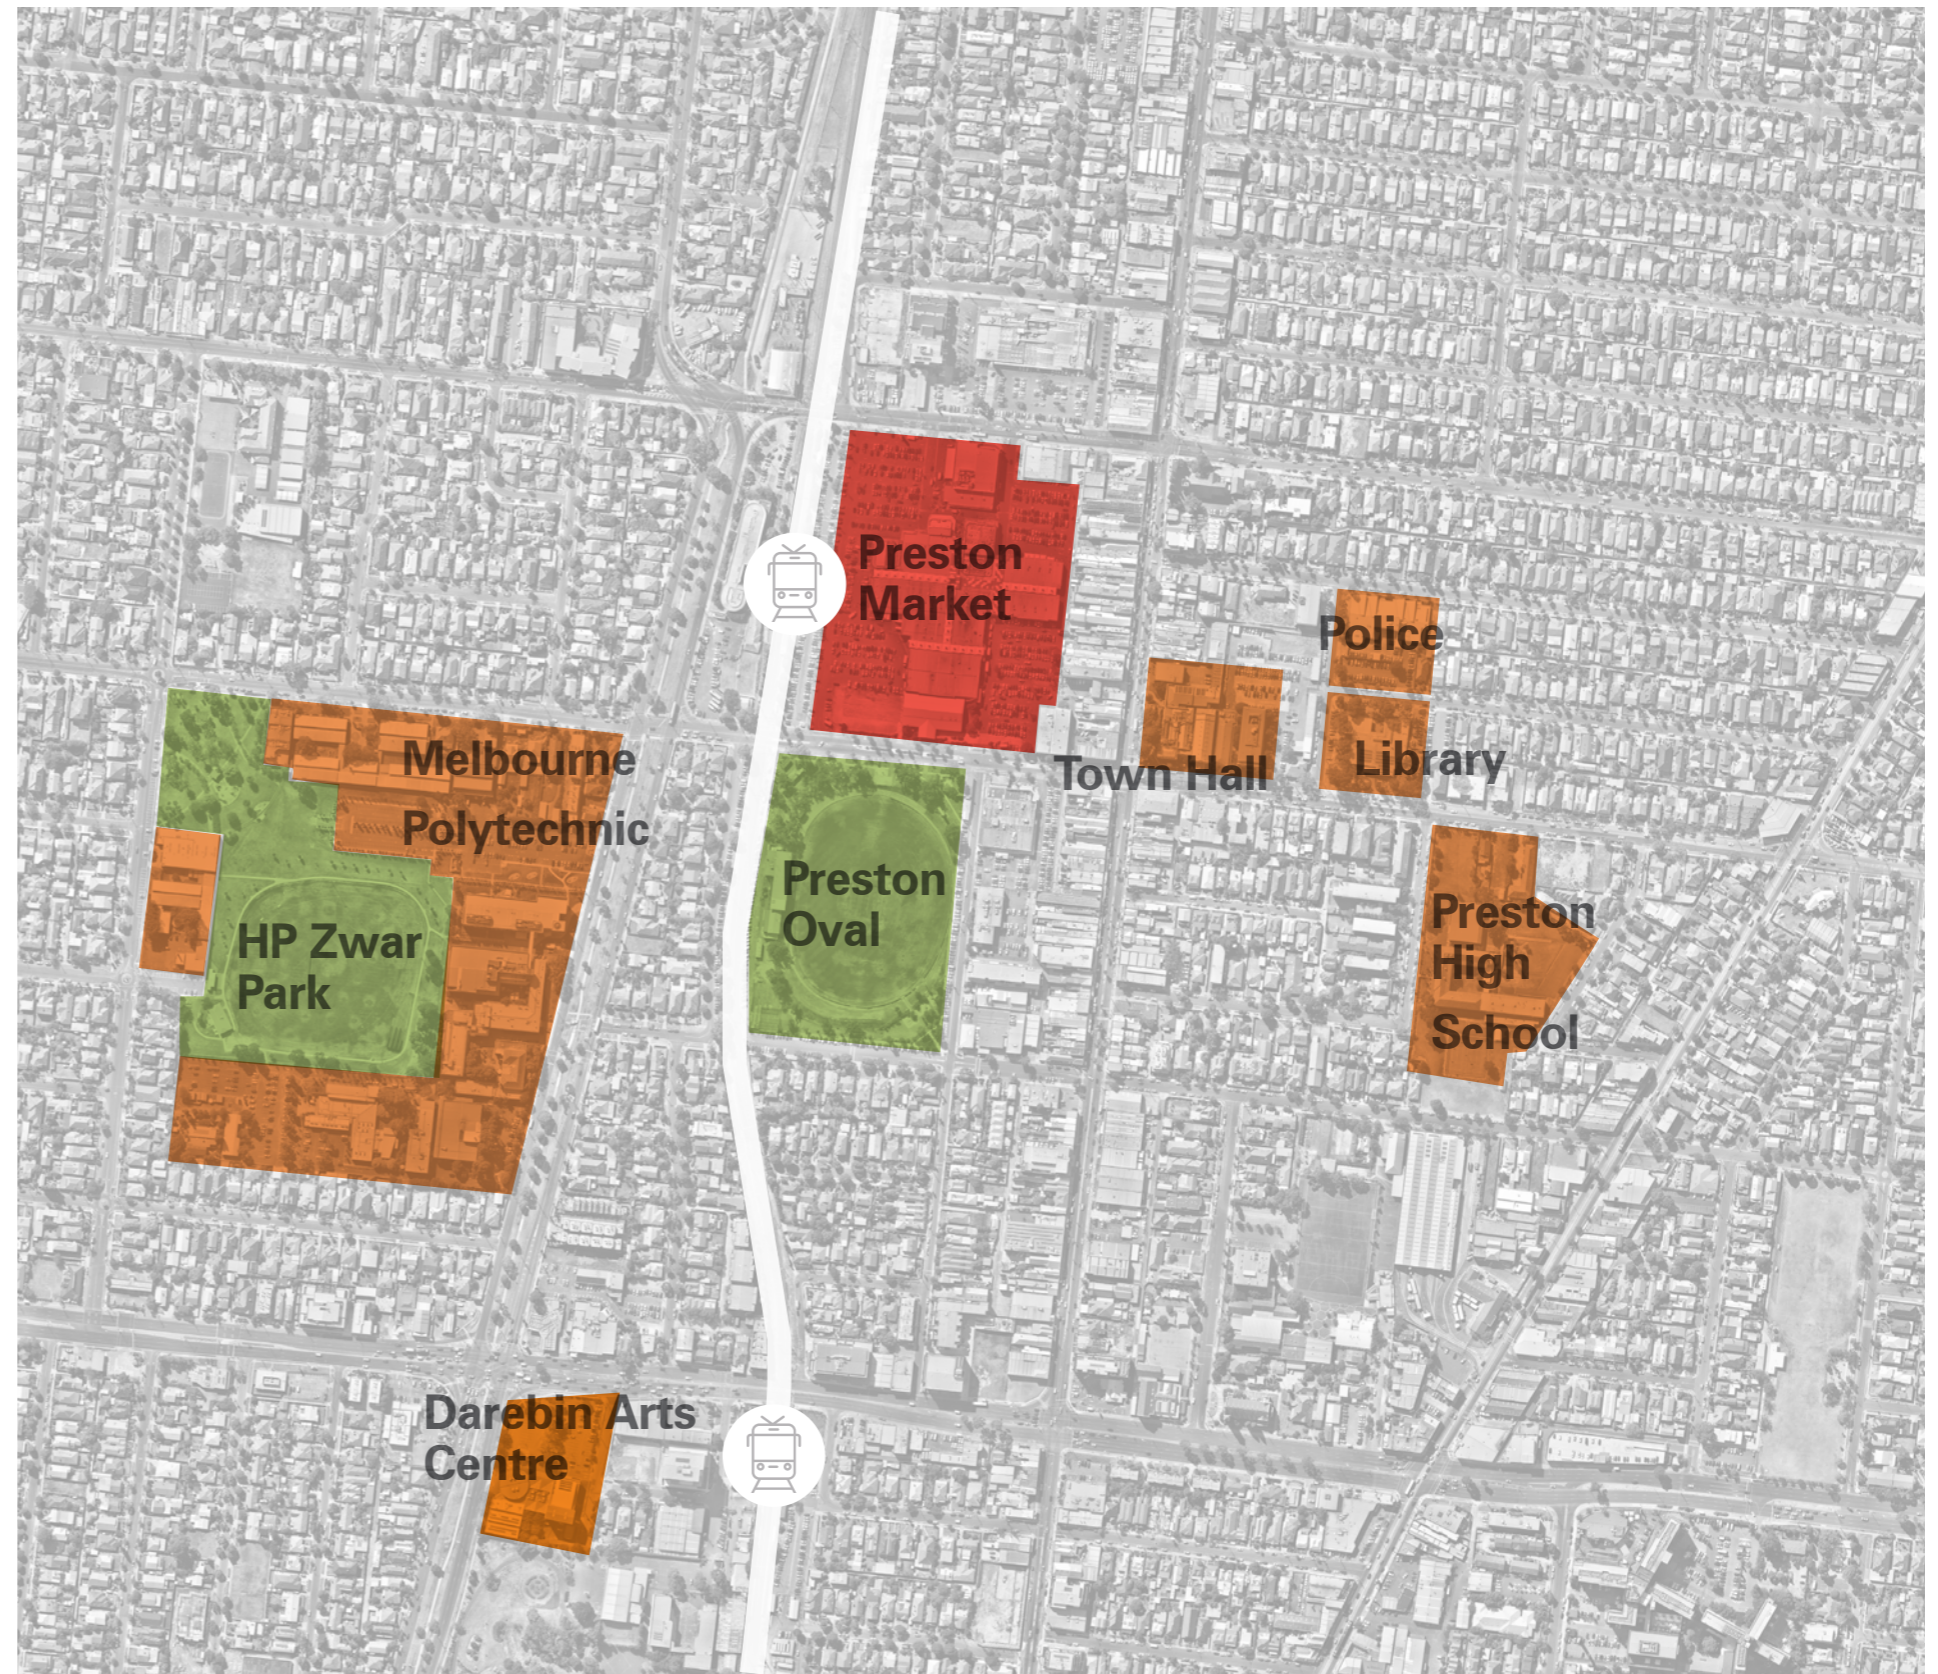 Preston
Market
Police
Melbourne
Polytechnic
Town Hall
Library
Preston
Oval
HP Zwar
Park
Preston
High
School
Darebin Arts
Centre